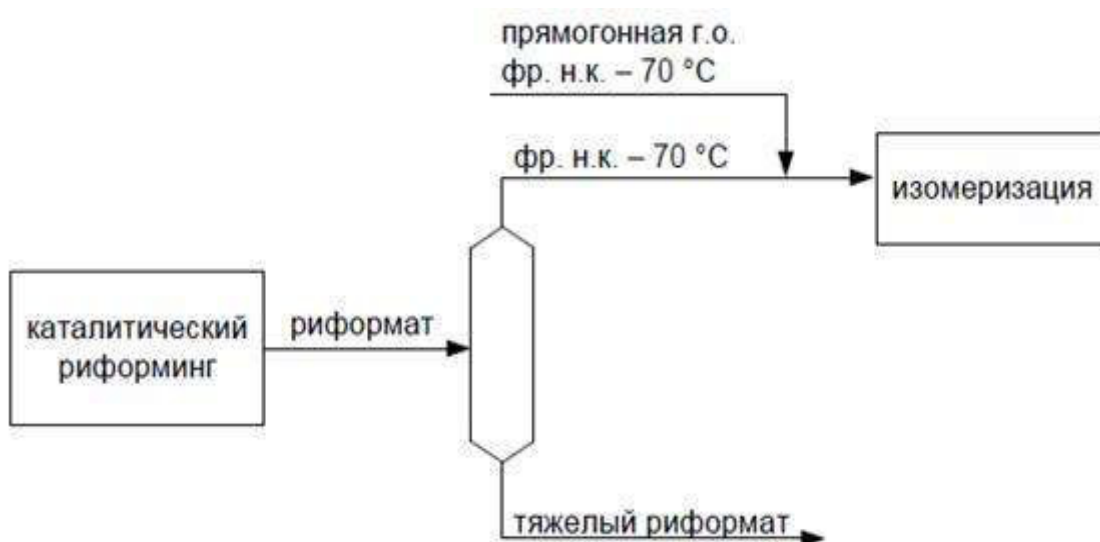 прямогонная г.о.
фр. н.к. – 70 °С
фр. н.к. – 70 °С
изомеризация
каталитический
риформинг
риформат
тяжелый риформат